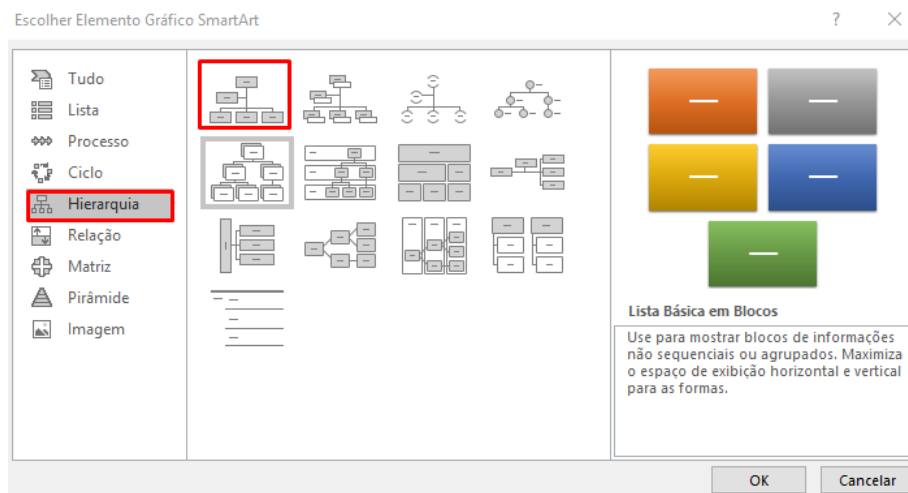 Escolher Elemento Gráfico SmartArt
Tudo
Lista
Processo
Ciclo
Hierarquia
Relação
Matriz
Pirâmide
Imagem
Lista Básica em Blocos
Use para mostrar blocos de informações
não sequenciais ou agrupados. Maximiza
o espaço de exibição horizontal e vertical
para as formas.
OK
Cancelar